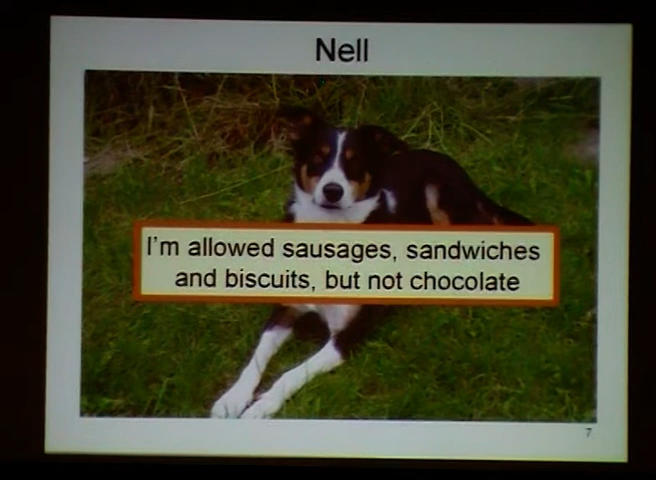 Nell
I'm allowed sausages, sandwiches
and biscuits, but not chocolate
7